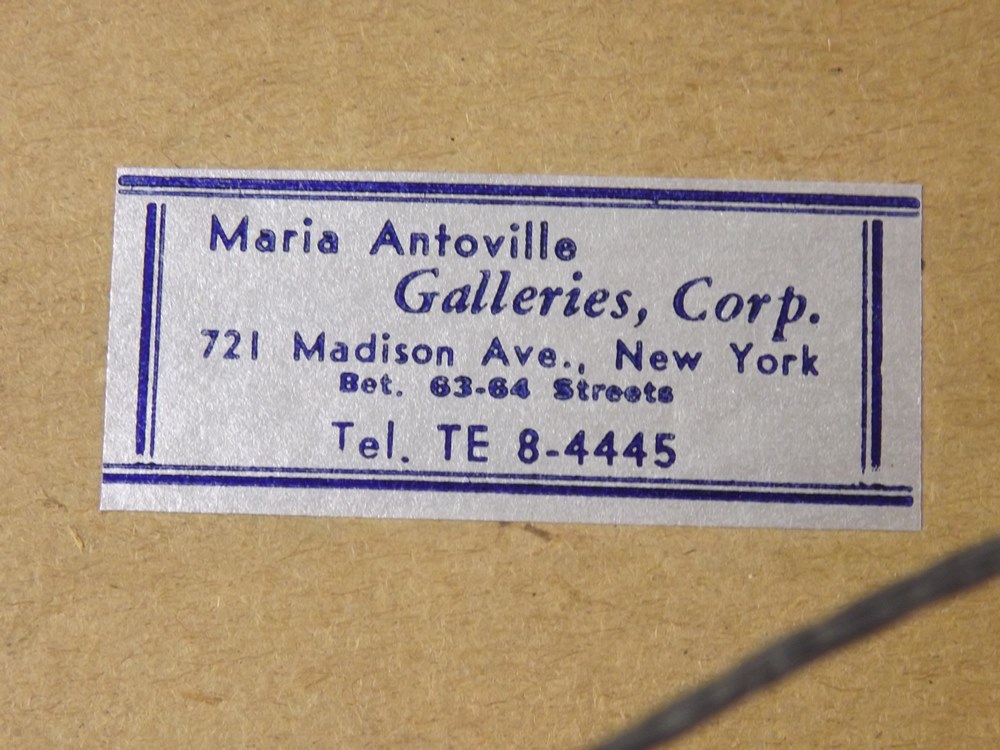 Maria Antoville
Galleries, Corp.
721 Madison Ave., New York
Bet. 63-64 Streets
Tel. TE 8-4445